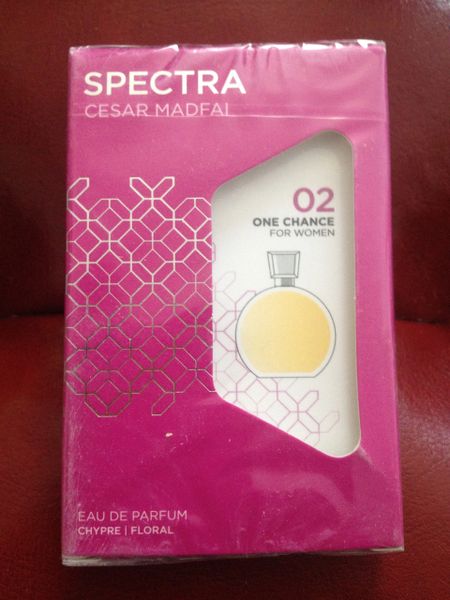 SPECTRA
CESAR MADFAI
02
ONE CHANCE
FOR WOMEN
EAU DE PARFUM
CHYPRE | FLORAL